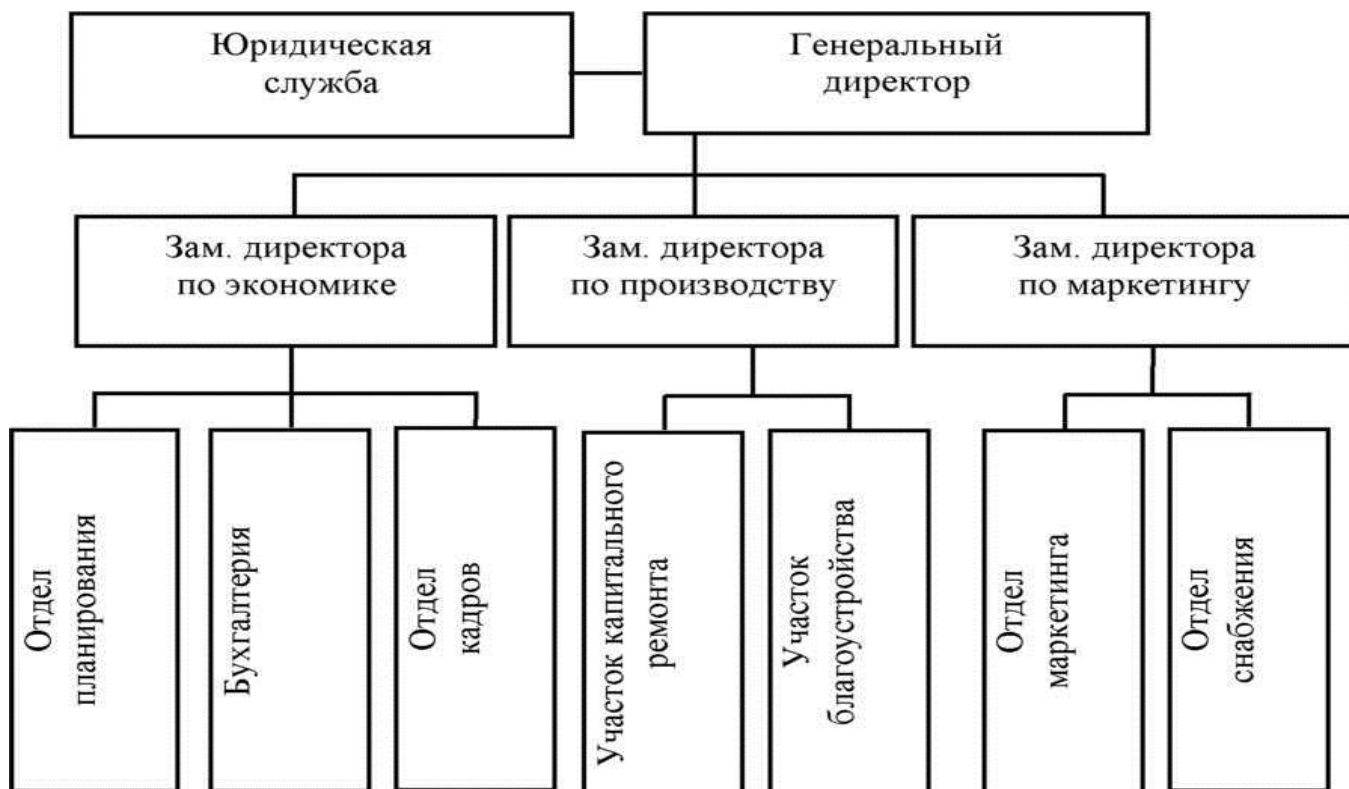 Юридическая
служба
Генеральный
директор
Зам. директора
по экономике
Зам. директора
по производству
Зам. директора
по маркетингу
Отдел
планирования
Бухгалтерия
Отдел
кадров
Участок капитального
ремонта
Участок
благоустройства
Отдел
маркетинга
Отдел
снабжения